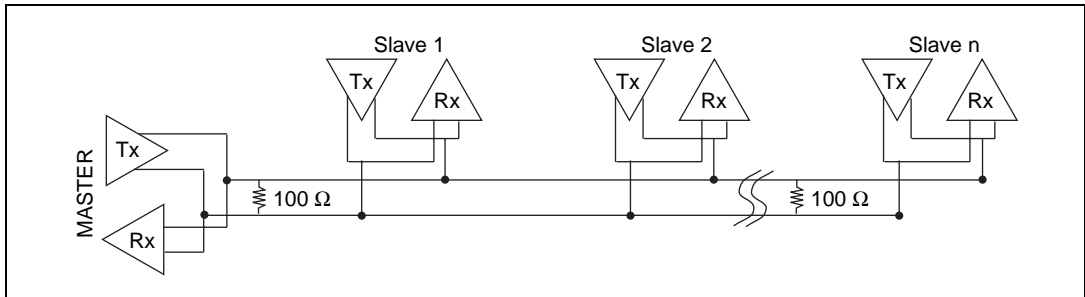 Slave 1
Slave 2
Slave n
Tx
Rx
Tx
Rx
Tx
Rx
MASTER
Tx
Rx
100 Ω
100 Ω